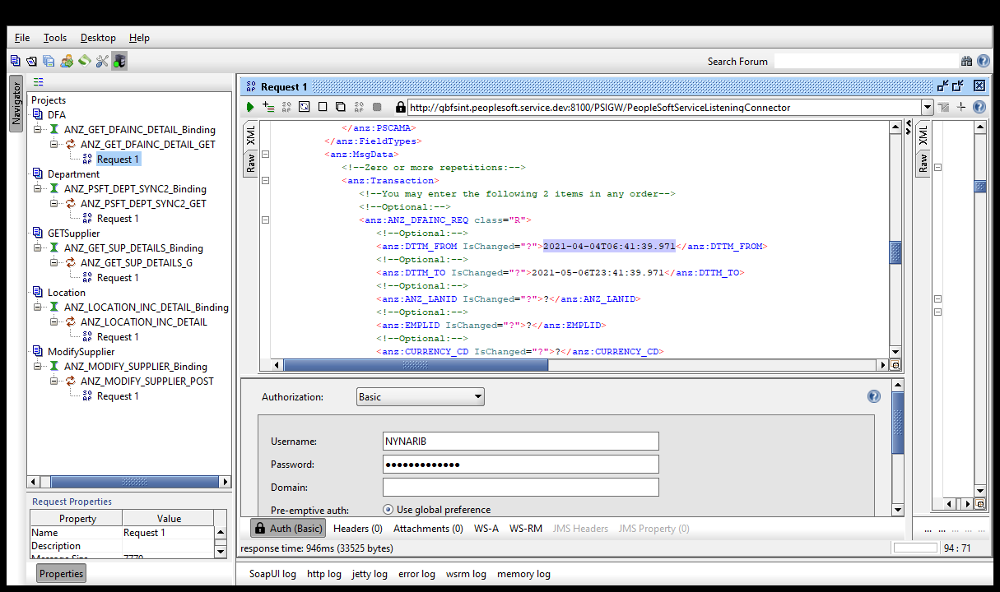 File Tools Desktop Help
Search Forum
Navigator
Projects
DFA
ANZ_GET_DFAINC_DETAIL_Binding
ANZ_GET_DFAINC_DETAIL_GET
Request 1
Department
ANZ_PSFT_DEPT_SYNC2_Binding
ANZ_PSFT_DEPT_SYNC2_GET
Request 1
GETSupplier
ANZ_GET_SUP_DETAILS_Binding
ANZ_GET_SUP_DETAILS_G
Request 1
Location
ANZ_LOCATION_INC_DETAIL_Binding
ANZ_LOCATION_INC_DETAIL
Request 1
ModifySupplier
ANZ_MODIFY_SUPPLIER_Binding
ANZ_MODIFY_SUPPLIER_POST
Request 1
Request Properties
Property Value
Name Request 1
Description
Message Size 7770
Properties
Request 1
http://qbfsint.peoplesoft.service.dev:8100/PSIGW/PeopleSoftServiceListeningConnector
XML
Raw
</anz:PSCAMA>
</anz:FieldTypes>
<anz:MsgData>
<!--Zero or more repetitions:-->
<anz:Transaction>
<!--You may enter the following 2 items in any order-->
<!--Optional:-->
<anz:ANZ_DFAINC_REQ class="R">
<!--Optional:-->
<anz:DTTM_FROM IsChanged="?">2021-04-04T06:41:39.971</anz:DTTM_FROM>
<!--Optional:-->
<anz:DTTM_TO IsChanged="?">2021-05-06T23:41:39.971</anz:DTTM_TO>
<!--Optional:-->
<anz:ANZ_LANID IsChanged="?">?</anz:ANZ_LANID>
<!--Optional:-->
<anz:EMPLID IsChanged="?">?</anz:EMPLID>
<!--Optional:-->
<anz:CURRENCY_CD IsChanged="?">?</anz:CURRENCY_CD>
XML
Raw
Authorization: Basic
Username: NYNARIB
Password: •••••••••••••
Domain:
Pre-emptive auth: Use global preference
Auth (Basic) Headers (0) Attachments (0) WS-A WS-RM JMS Headers JMS Property (0)
... ... ... ... ...
response time: 946ms (33525 bytes)
94 : 71
SoapUI log http log jetty log error log wsrm log memory log